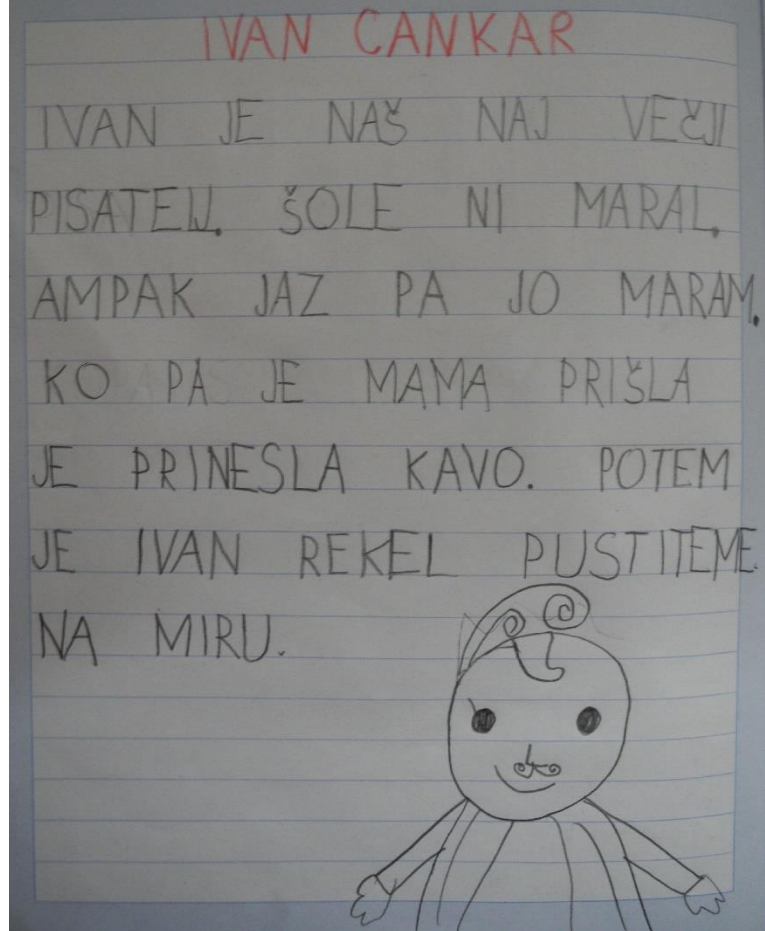 IVAN CANKAR
IVAN JE NAŠ NAJ VEČJI
PISATELJ. ŠOLE NI MARAL.
AMPAK JAZ PA JO MARAM.
KO PA JE MAMA PRIŠLA
JE PRINESLA KAVO. POTEM
JE IVAN REKEL PUSTITEME
NA MIRU.